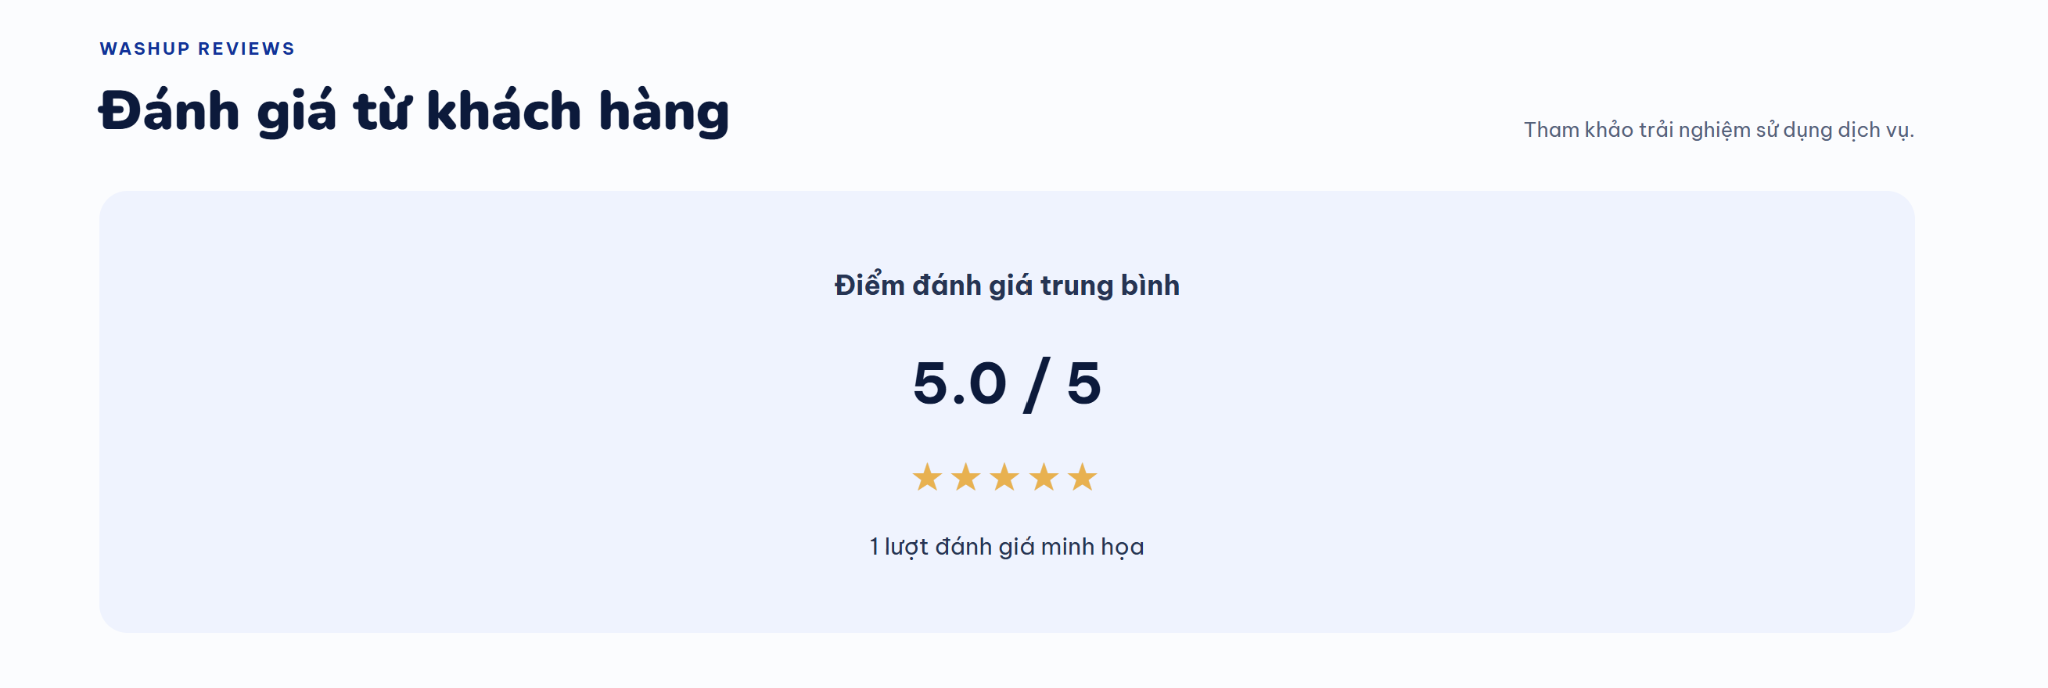 WASHUP REVIEWS
Đánh giá từ khách hàng
Tham khảo trải nghiệm sử dụng dịch vụ.
Điểm đánh giá trung bình
5.0 / 5
★★★★★
1 lượt đánh giá minh họa